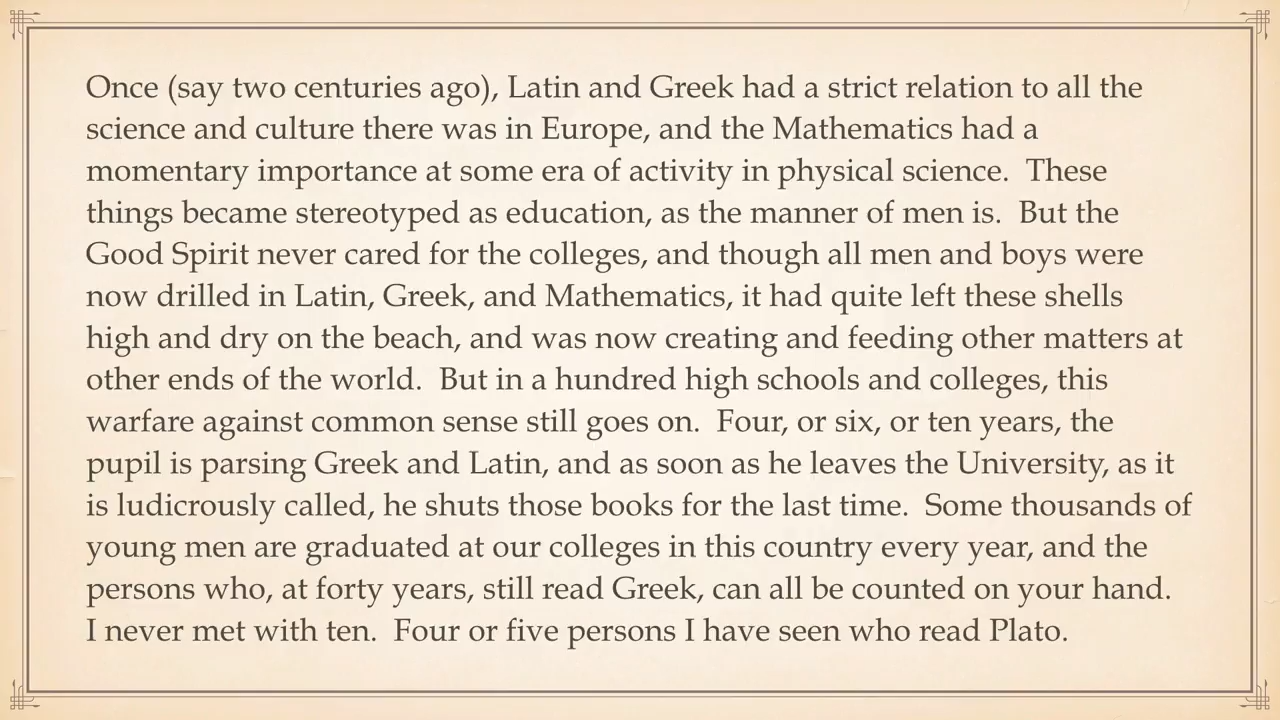 Once (say two centuries ago), Latin and Greek had a strict relation to all the
science and culture there was in Europe, and the Mathematics had a
momentary importance at some era of activity in physical science.  These
things became stereotyped as education, as the manner of men is.  But the
Good Spirit never cared for the colleges, and though all men and boys were
now drilled in Latin, Greek, and Mathematics, it had quite left these shells
high and dry on the beach, and was now creating and feeding other matters at
other ends of the world.  But in a hundred high schools and colleges, this
warfare against common sense still goes on.  Four, or six, or ten years, the
pupil is parsing Greek and Latin, and as soon as he leaves the University, as it
is ludicrously called, he shuts those books for the last time.  Some thousands of
young men are graduated at our colleges in this country every year, and the
persons who, at forty years, still read Greek, can all be counted on your hand.
I never met with ten.  Four or five persons I have seen who read Plato.